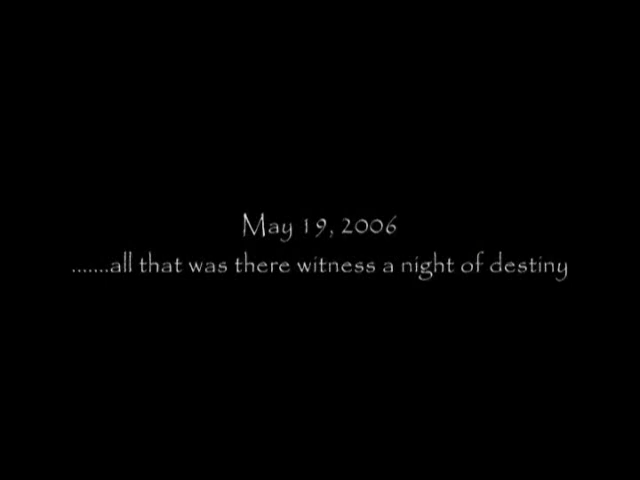 May 19, 2006
.......all that was there witness a night of destiny